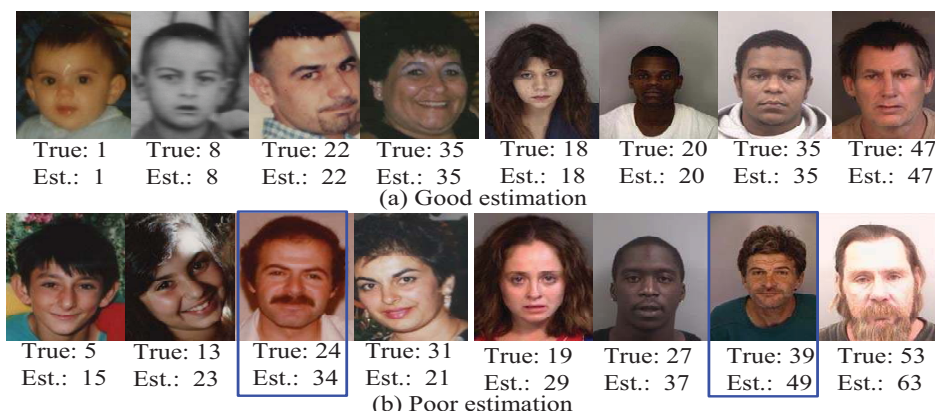 True: 1 True: 8 True: 22 True: 35 True: 18 True: 20 True: 35 True: 47
Est.: 1 Est.: 8 Est.: 22 Est.: 35 Est.: 18 Est.: 20 Est.: 35 Est.: 47
(a) Good estimation
True: 5 True: 13 True: 24 True: 31 True: 19 True: 27 True: 39 True: 53
Est.: 15 Est.: 23 Est.: 34 Est.: 21 Est.: 29 Est.: 37 Est.: 49 Est.: 63
(b) Poor estimation